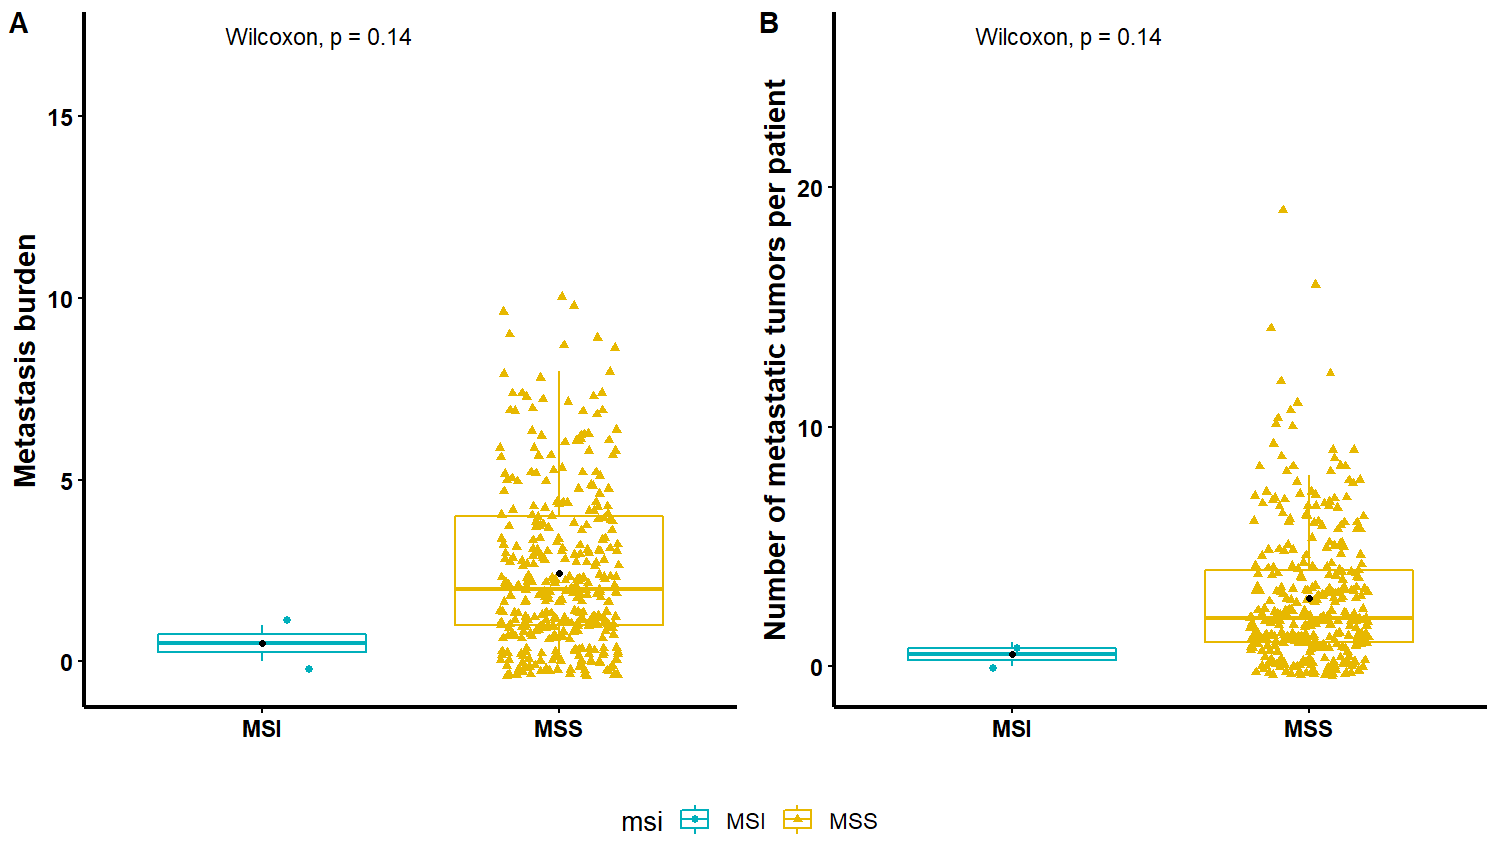 A
Wilcoxon, p = 0.14
Metastasis burden
15
10
5
0
MSI
MSS
B
Wilcoxon, p = 0.14
Number of metastatic tumors per patient
20
10
0
MSI
MSS
msi MSI MSS